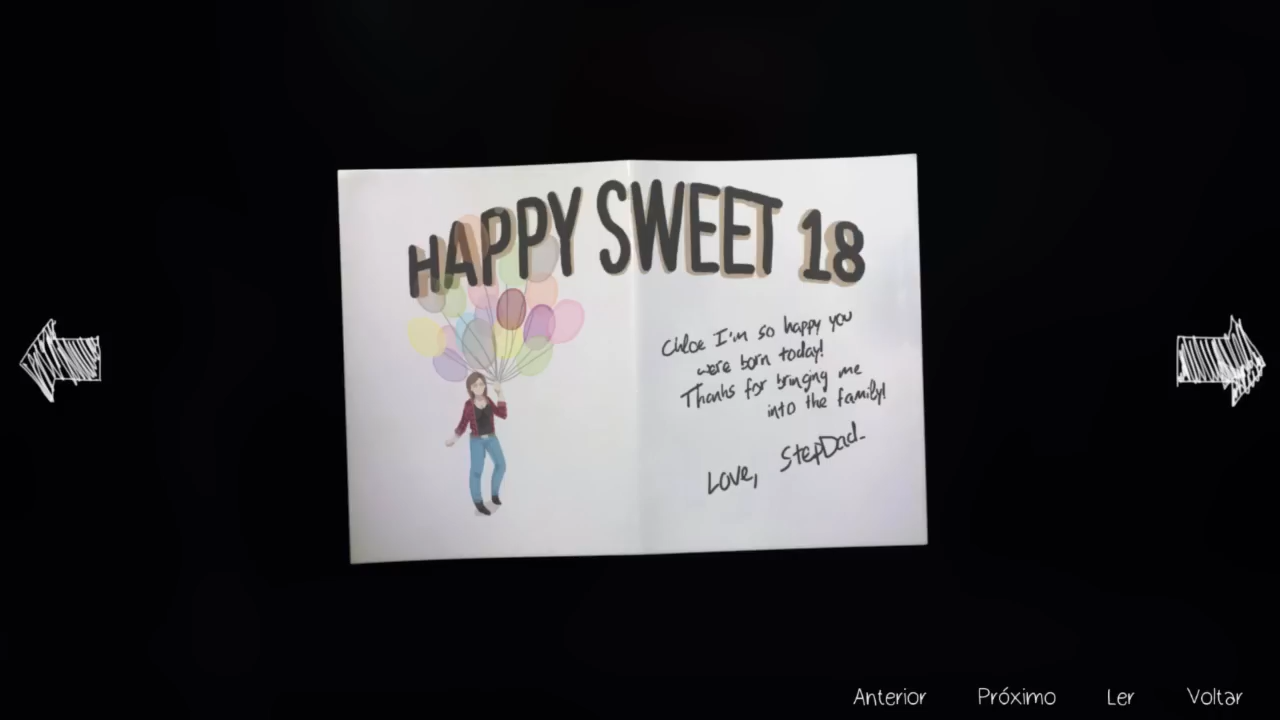 HAPPY SWEET 18
Chloe I'm so happy you
were born today!
Thanks for bringing me
into the family!
Love, StepDad
Anterior Próximo Ler Voltar